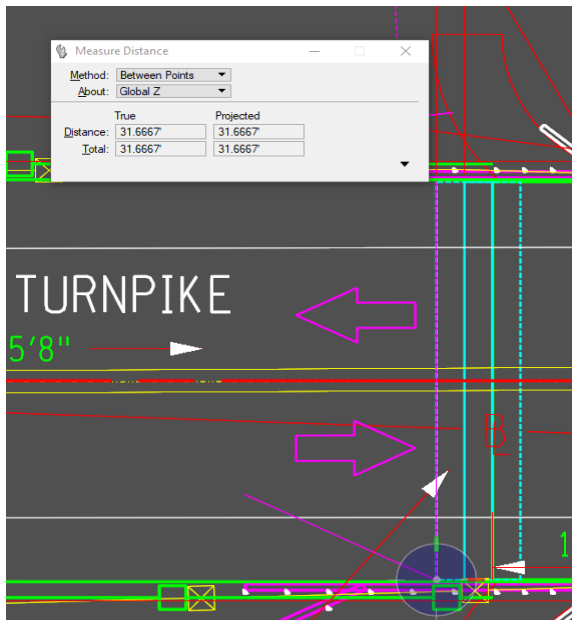 Measure Distance
Method: Between Points
About: Global Z
True Projected
Distance: 31.6667' 31.6667'
Total: 31.6667' 31.6667'
TURNPIKE
5'8"
B
1